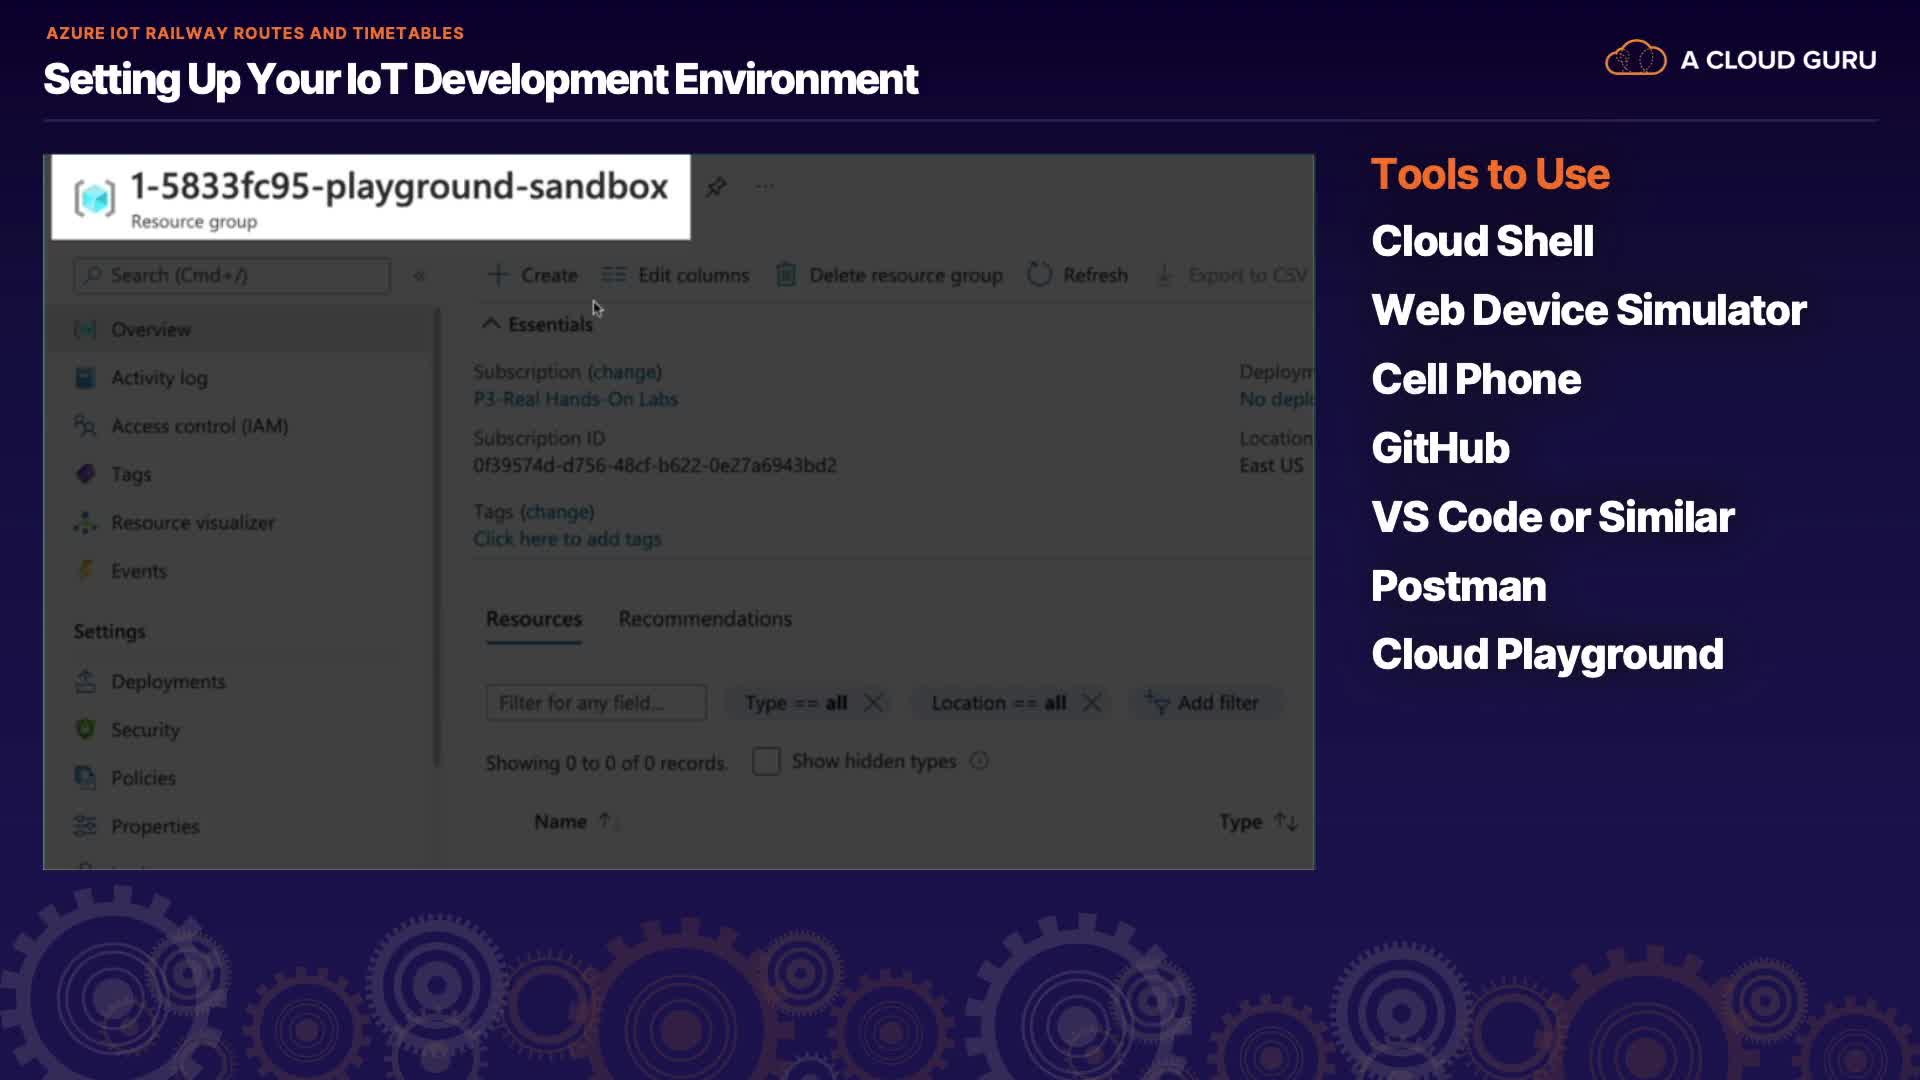 AZURE IOT RAILWAY ROUTES AND TIMETABLES
Setting Up Your IoT Development Environment
A CLOUD GURU
1-5833fc95-playground-sandbox
Resource group
Search (Cmd+/)
«
Create
Edit columns
Delete resource group
Refresh
Export to CSV
Overview
Activity log
Access control (IAM)
Tags
Resource visualizer
Events
Settings
Deployments
Security
Policies
Properties
Essentials
Subscription (change)
P3-Real Hands-On Labs
Subscription ID
0f39574d-d756-48cf-b622-0e27a6943bd2
Tags (change)
Click here to add tags
Deploym
No deplo
Location
East US
Resources
Recommendations
Filter for any field...
Type == all
Location == all
Add filter
Showing 0 to 0 of 0 records.
Show hidden types
Name ↑↓
Type ↑↓
Tools to Use
Cloud Shell
Web Device Simulator
Cell Phone
GitHub
VS Code or Similar
Postman
Cloud Playground